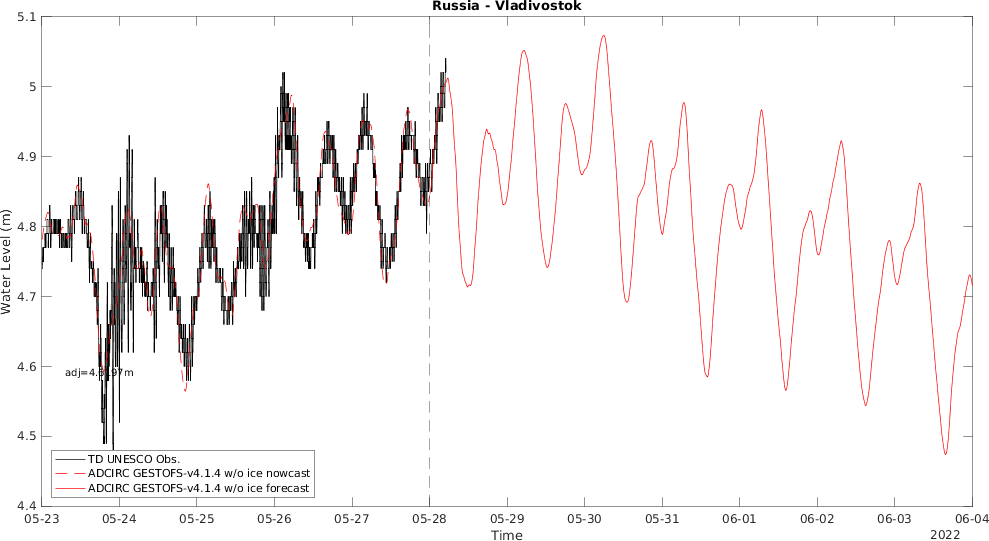 Russia - Vladivostok
5.1
5
4.9
4.8
4.7
4.6
4.5
4.4
Water Level (m)
TD UNESCO Obs.
ADCIRC GESTOFS-v4.1.4 w/o ice nowcast
ADCIRC GESTOFS-v4.1.4 w/o ice forecast
05-23 05-24 05-25 05-26 05-27 05-28 05-29 05-30 05-31 06-01 06-02 06-03 06-04
Time
2022